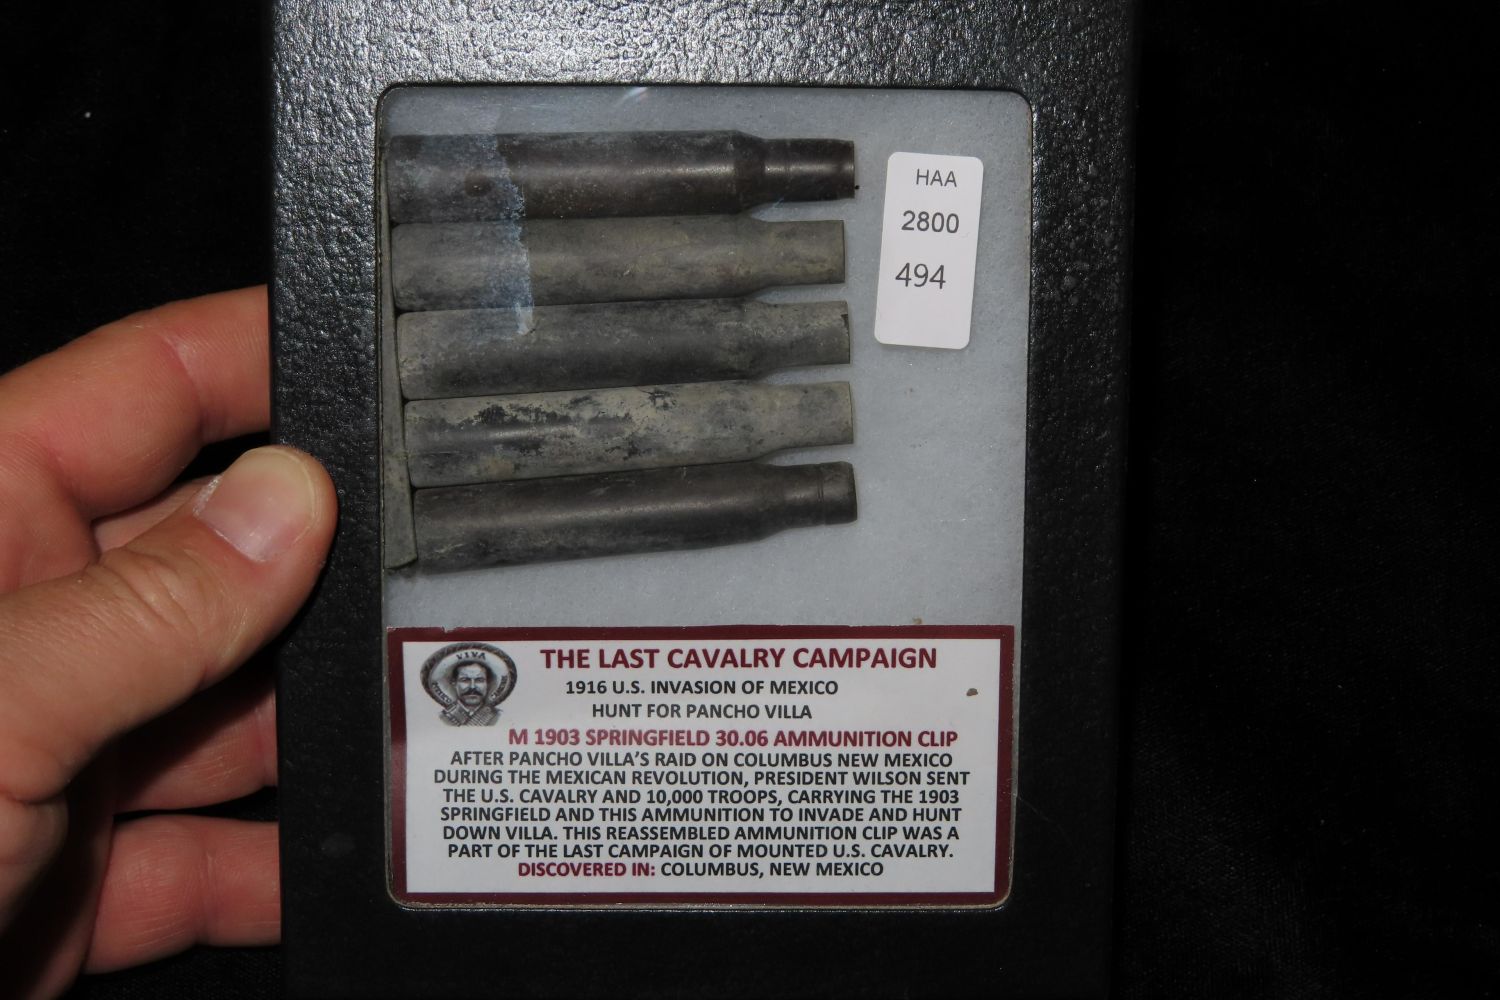 HAA
2800
494
VIVA
THE LAST CAVALRY CAMPAIGN
1916 U.S. INVASION OF MEXICO
HUNT FOR PANCHO VILLA
M 1903 SPRINGFIELD 30.06 AMMUNITION CLIP
AFTER PANCHO VILLA'S RAID ON COLUMBUS NEW MEXICO
DURING THE MEXICAN REVOLUTION, PRESIDENT WILSON SENT
THE U.S. CAVALRY AND 10,000 TROOPS, CARRYING THE 1903
SPRINGFIELD AND THIS AMMUNITION TO INVADE AND HUNT
DOWN VILLA. THIS REASSEMBLED AMMUNITION CLIP WAS A
PART OF THE LAST CAMPAIGN OF MOUNTED U.S. CAVALRY.
DISCOVERED IN: COLUMBUS, NEW MEXICO